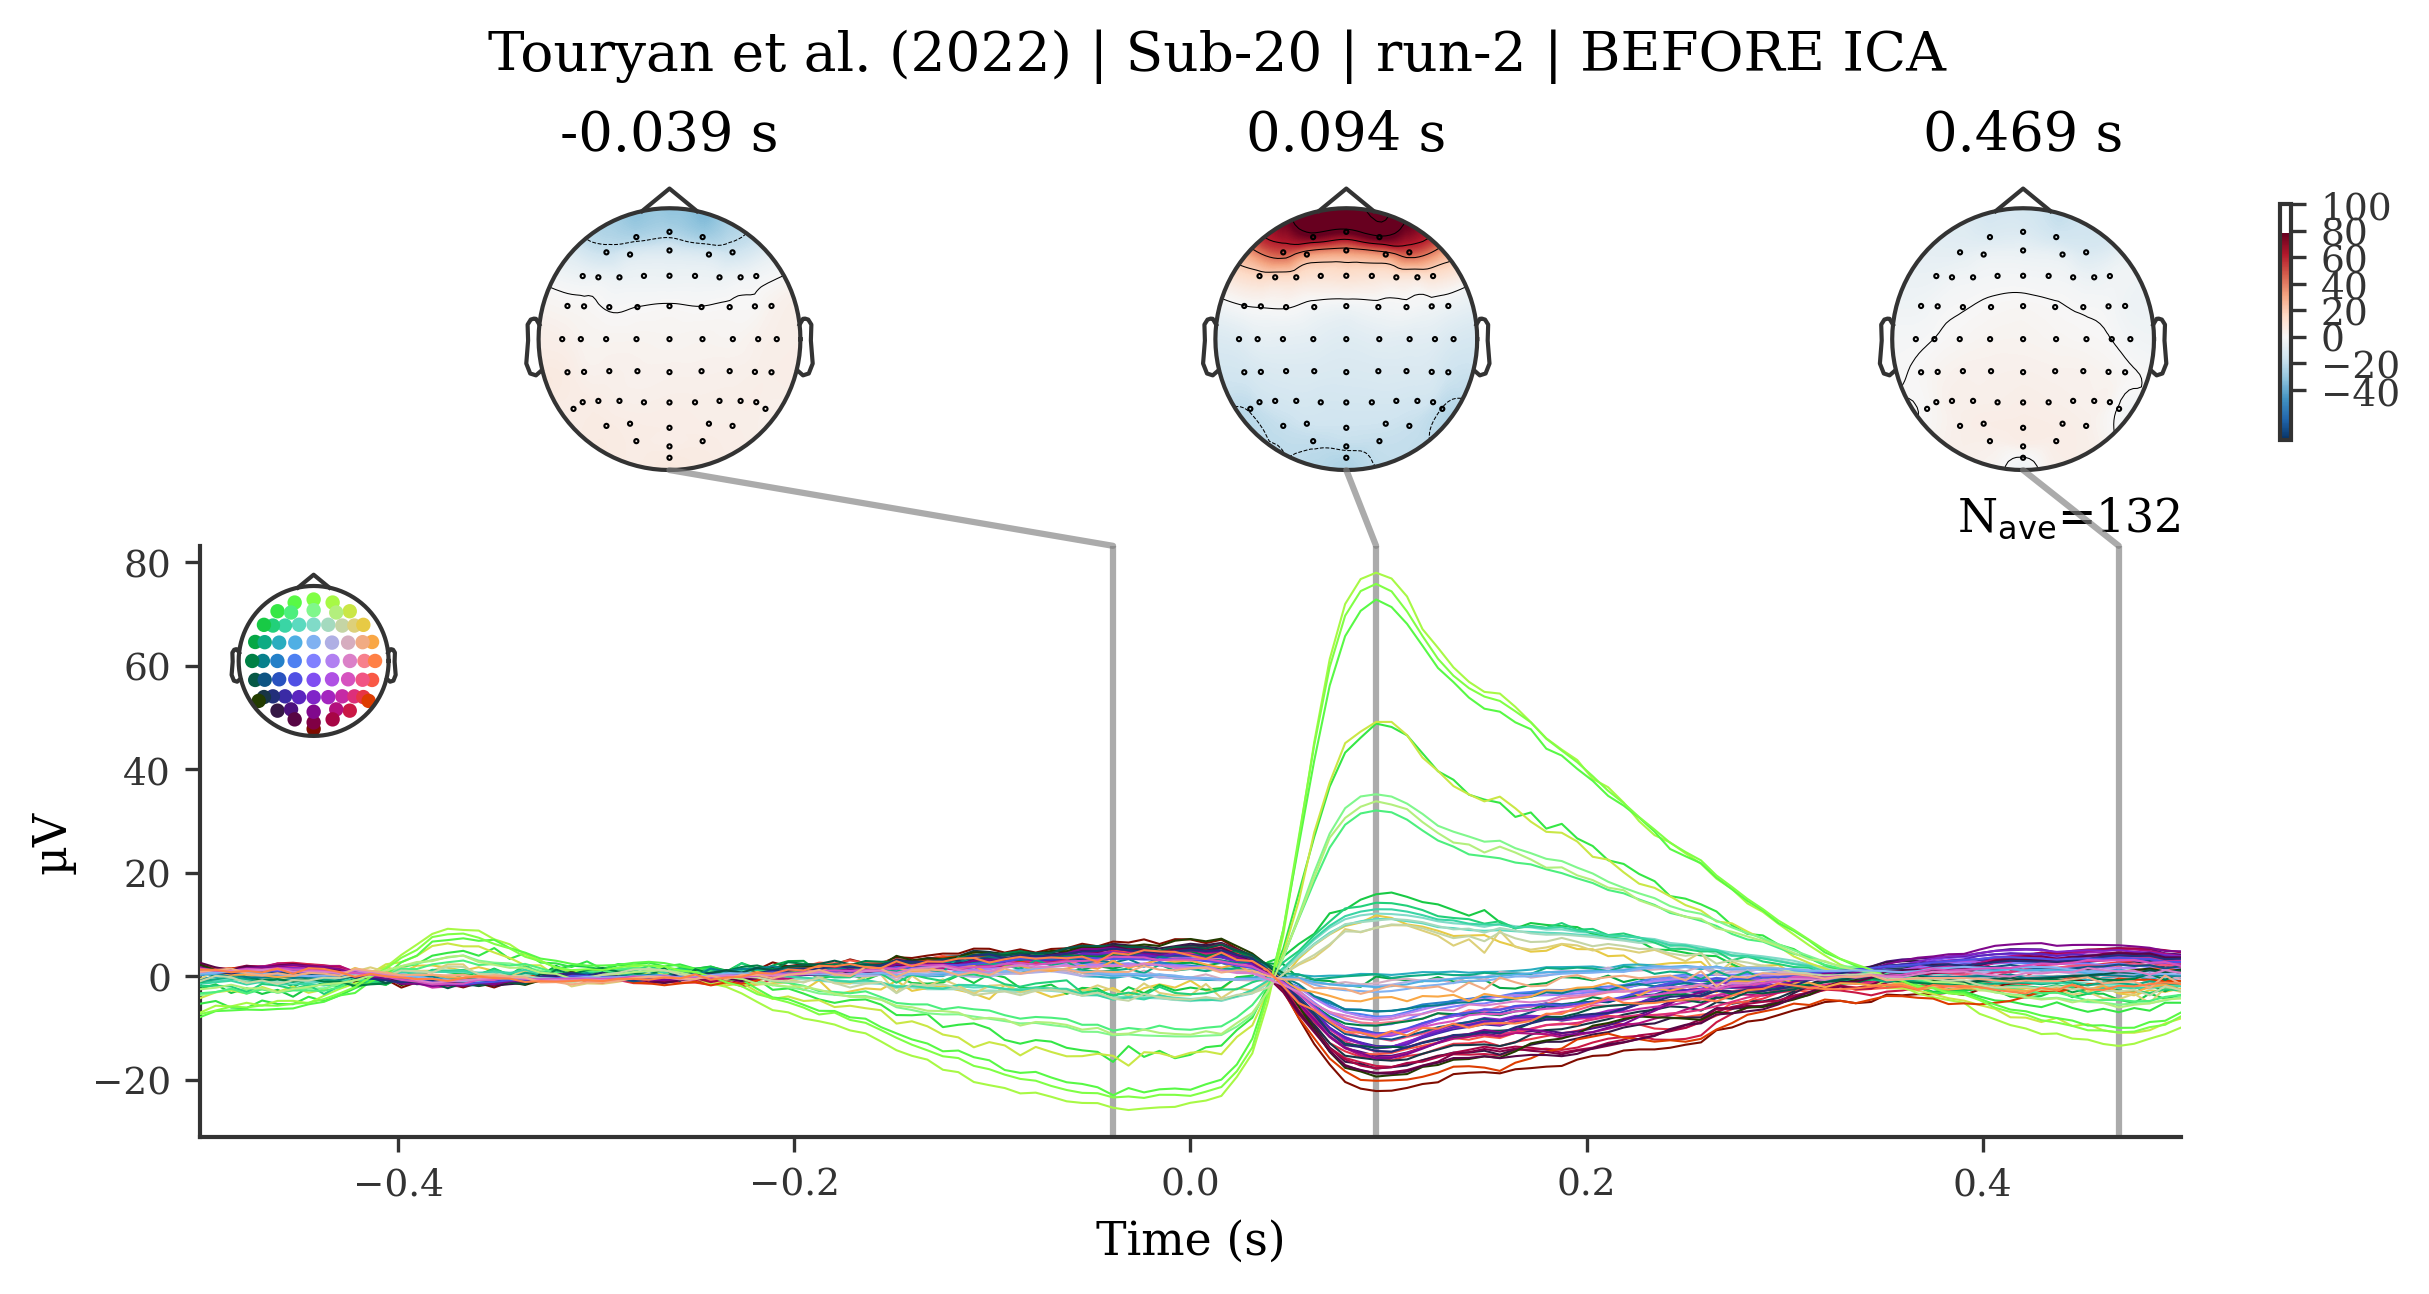 Touryan et al. (2022) | Sub-20 | run-2 | BEFORE ICA
-0.039 s
0.094 s
0.469 s
100
80
60
40
20
0
−20
−40
Nave=132
80
60
40
20
0
−20
µV
−0.4
−0.2
0.0
0.2
0.4
Time (s)